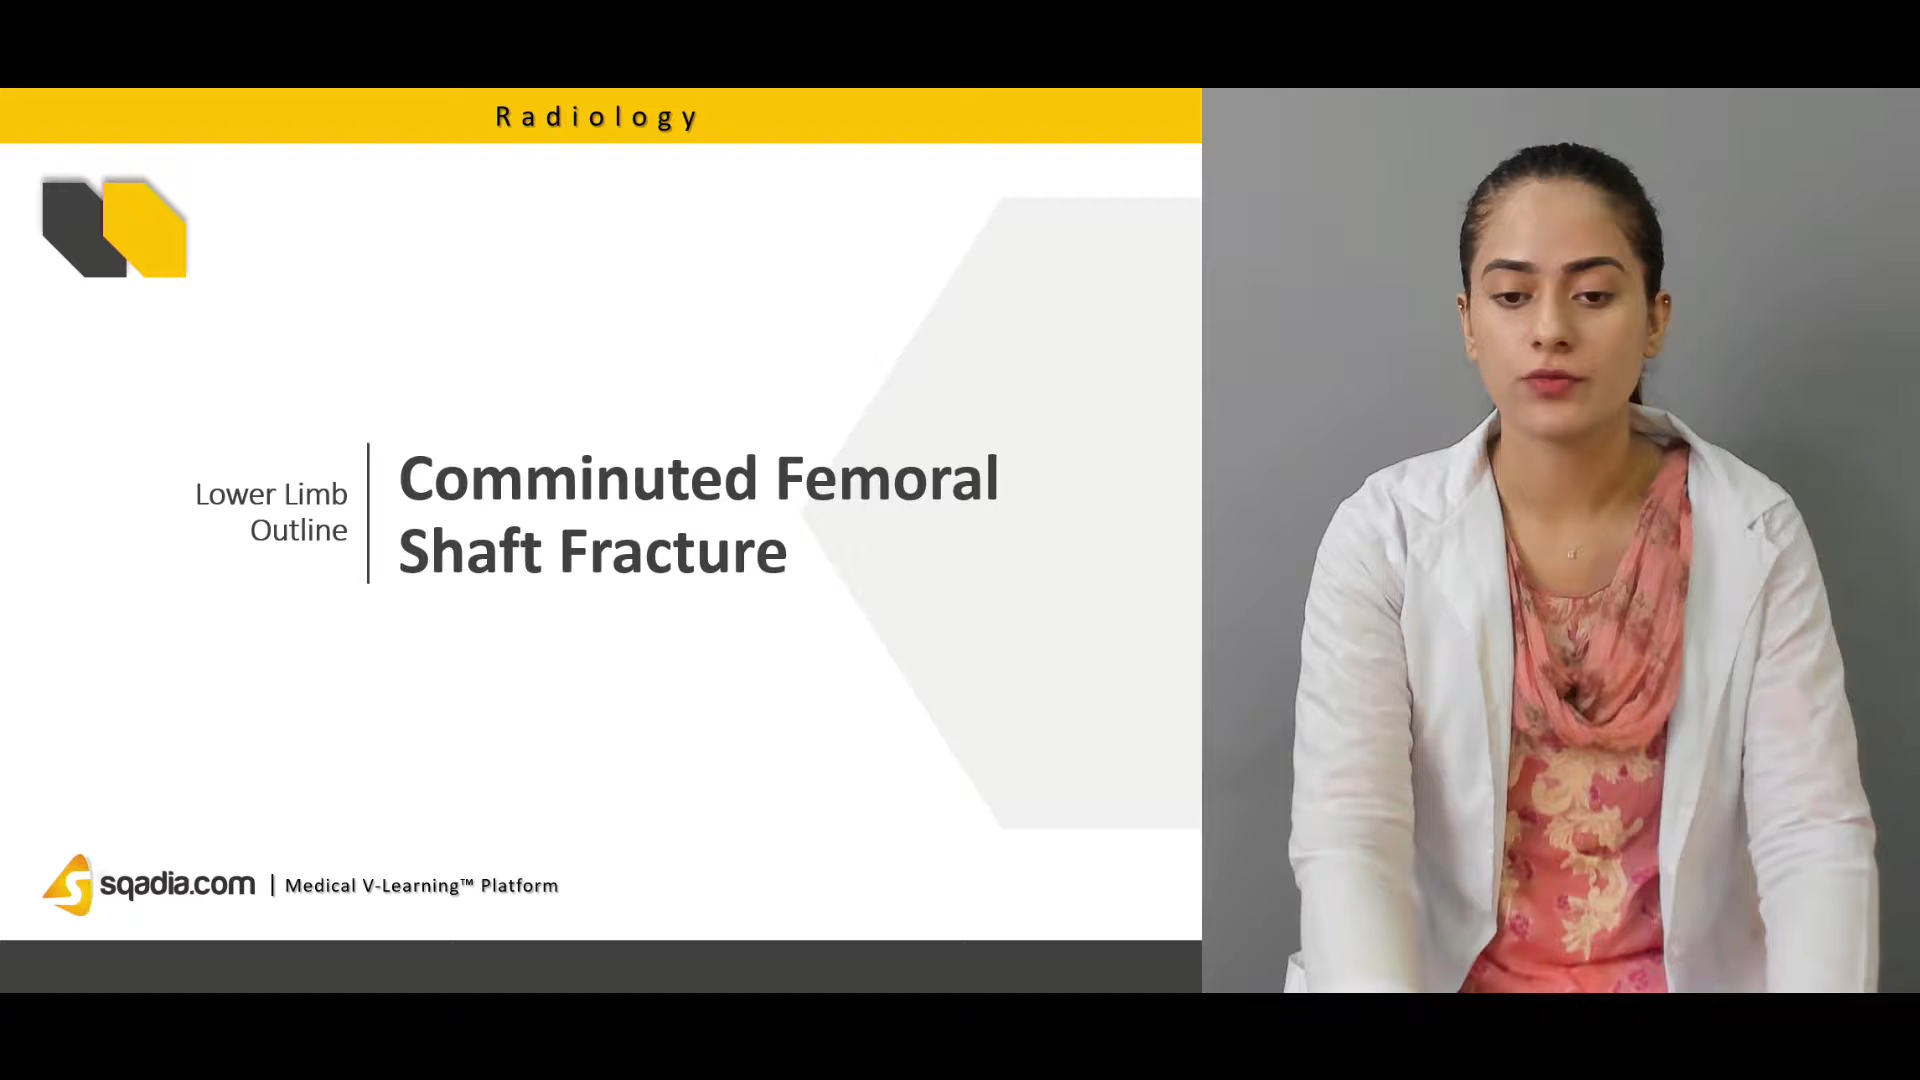 Radiology
Lower Limb
Outline
Comminuted Femoral
Shaft Fracture
sqadia.com | Medical V-Learning™ Platform